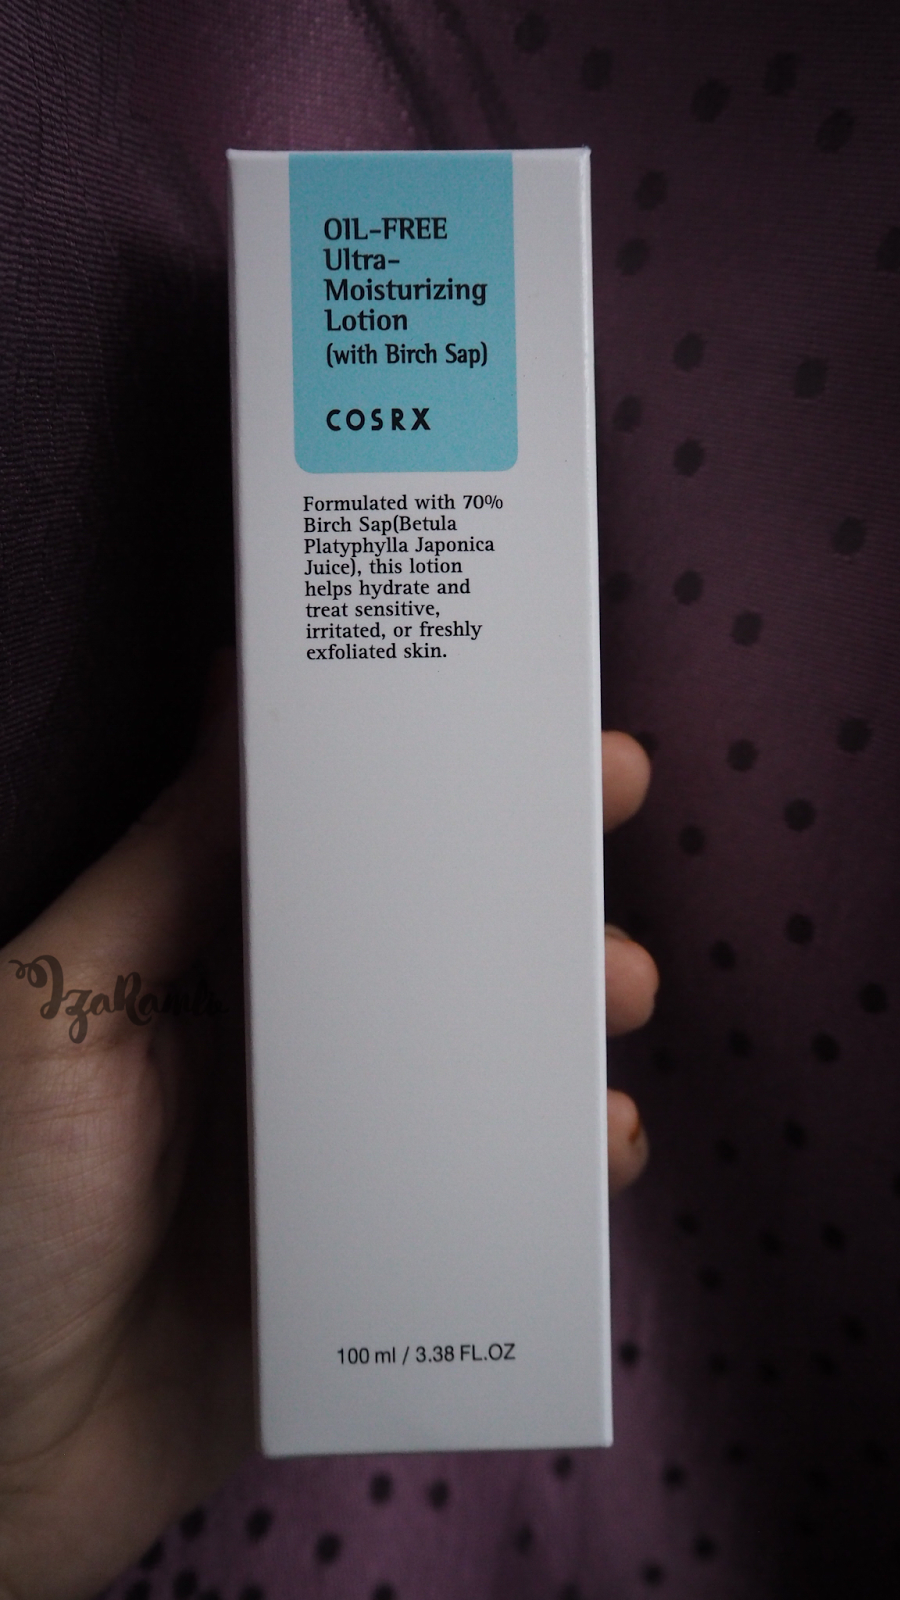 OIL-FREE
Ultra-
Moisturizing
Lotion
(with Birch Sap)
COSRX
Formulated with 70%
Birch Sap(Betula
Platyphylla Japonica
Juice), this lotion
helps hydrate and
treat sensitive,
irritated, or freshly
exfoliated skin.
100 ml / 3.38 FL.OZ